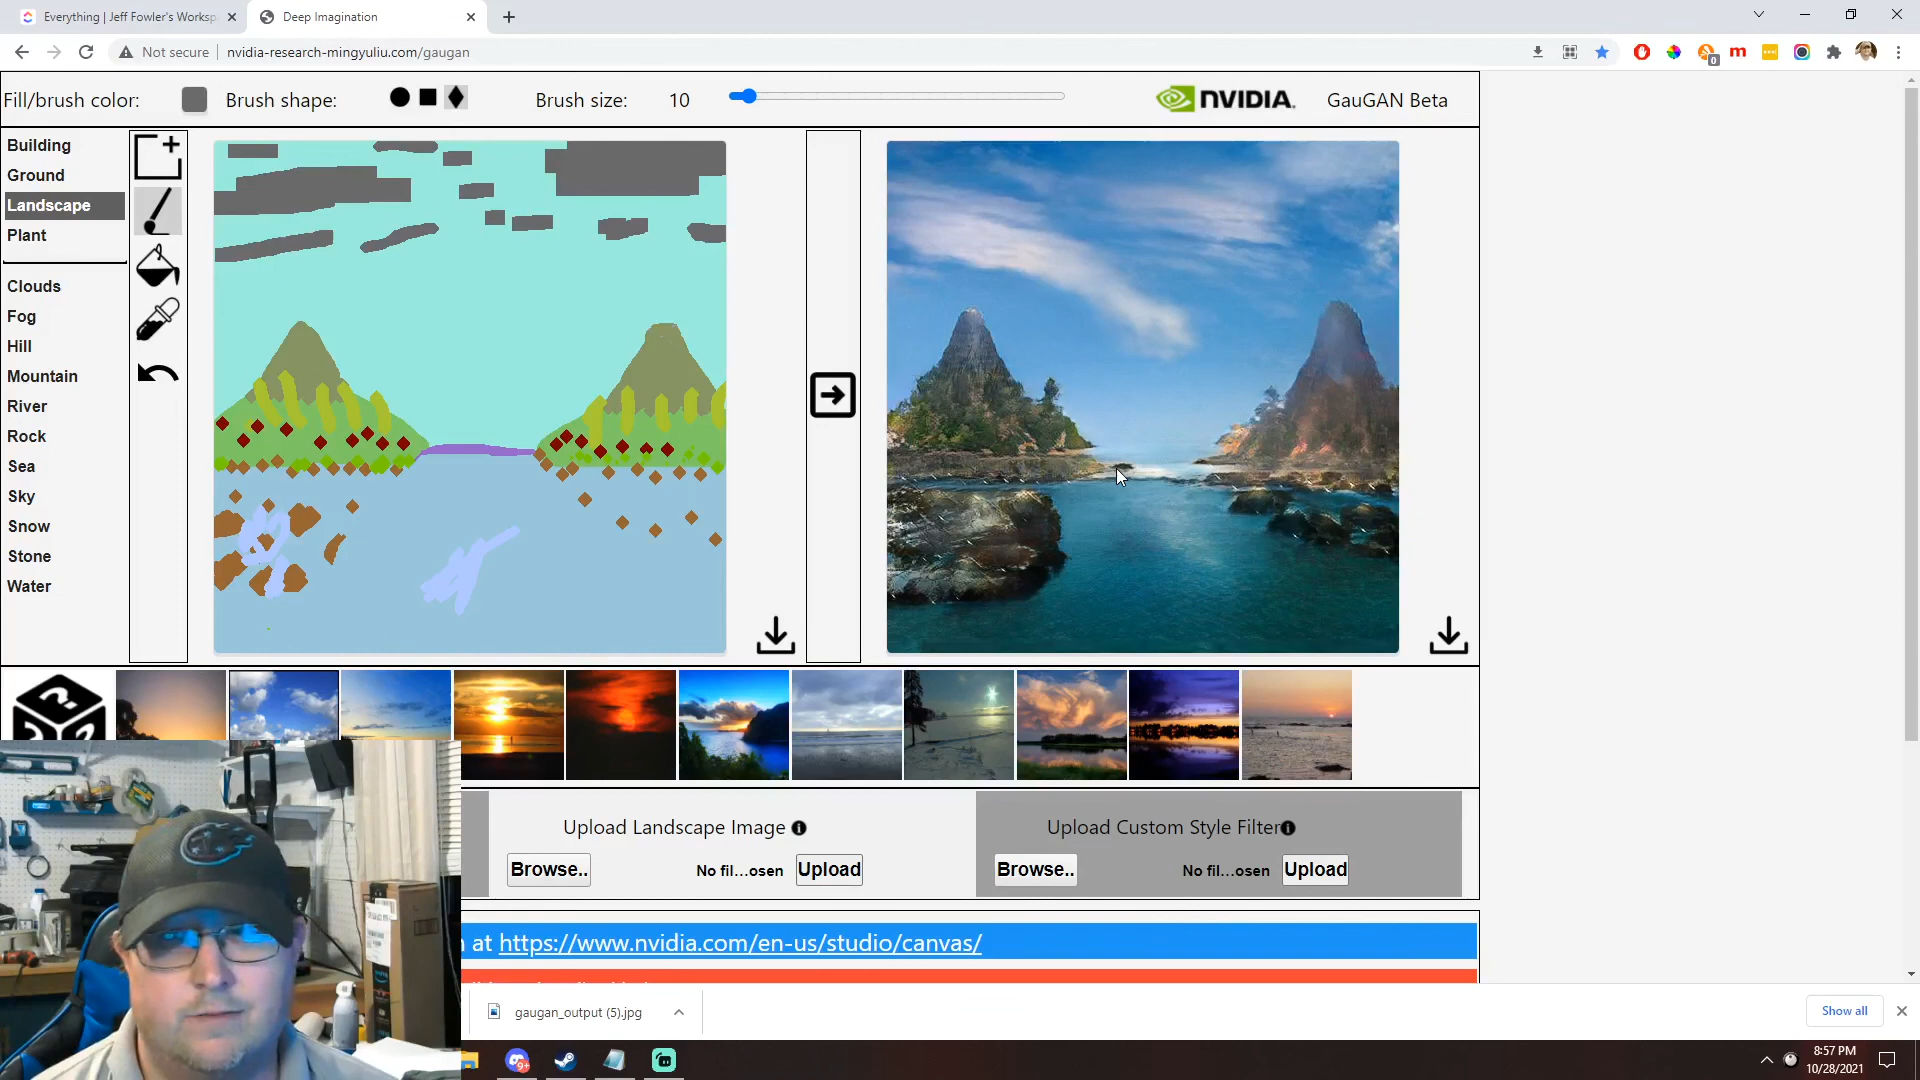 Everything | Jeff Fowler's Worksp
Deep Imagination
Not secure
nvidia-research-mingyuliu.com/gaugan
0
m
Fill/brush color:
Brush shape:
Brush size:
10
NVIDIA.
GauGAN Beta
Building
Ground
Landscape
Plant
Clouds
Fog
Hill
Mountain
River
Rock
Sea
Sky
Snow
Stone
Water
Upload Landscape Image
Browse..
No fil...osen
Upload
Upload Custom Style Filter
Browse..
No fil...osen
Upload
at https://www.nvidia.com/en-us/studio/canvas/
gaugan_output (5).jpg
Show all
9+
8:57 PM
10/28/2021